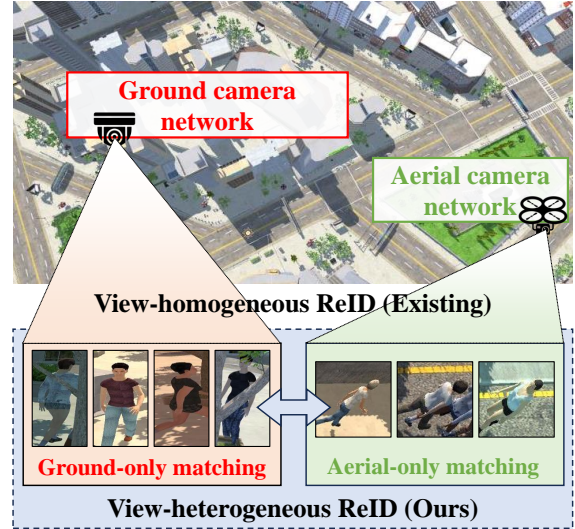 Ground camera
network
Aerial camera
network
View-homogeneous ReID (Existing)
Ground-only matching
Aerial-only matching
View-heterogeneous ReID (Ours)